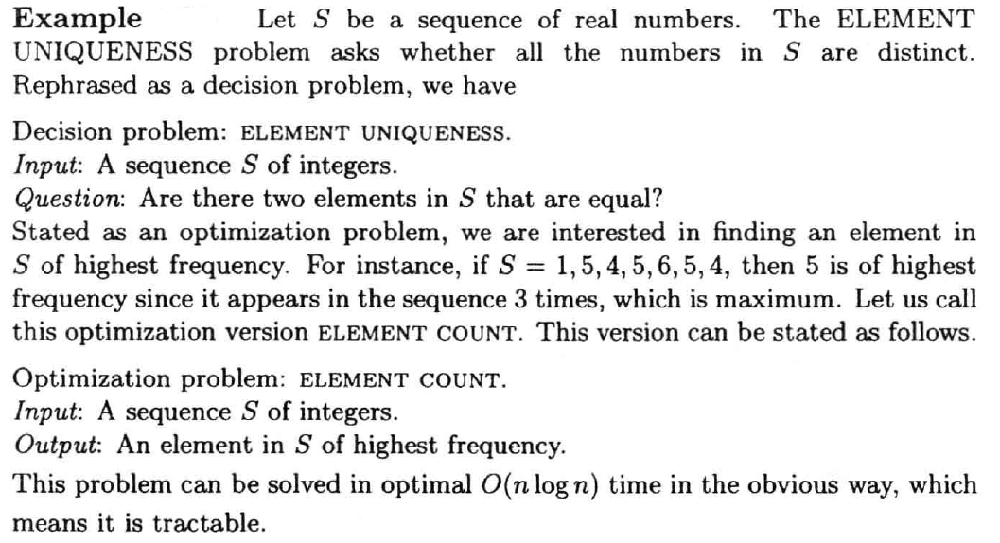 Example Let S be a sequence of real numbers. The ELEMENT
UNIQUENESS problem asks whether all the numbers in S are distinct.
Rephrased as a decision problem, we have
Decision problem: ELEMENT UNIQUENESS.
Input: A sequence S of integers.
Question: Are there two elements in S that are equal?
Stated as an optimization problem, we are interested in finding an element in
S of highest frequency. For instance, if S = 1, 5, 4, 5, 6, 5, 4, then 5 is of highest
frequency since it appears in the sequence 3 times, which is maximum. Let us call
this optimization version ELEMENT COUNT. This version can be stated as follows.
Optimization problem: ELEMENT COUNT.
Input: A sequence S of integers.
Output: An element in S of highest frequency.
This problem can be solved in optimal O(n log n) time in the obvious way, which
means it is tractable.